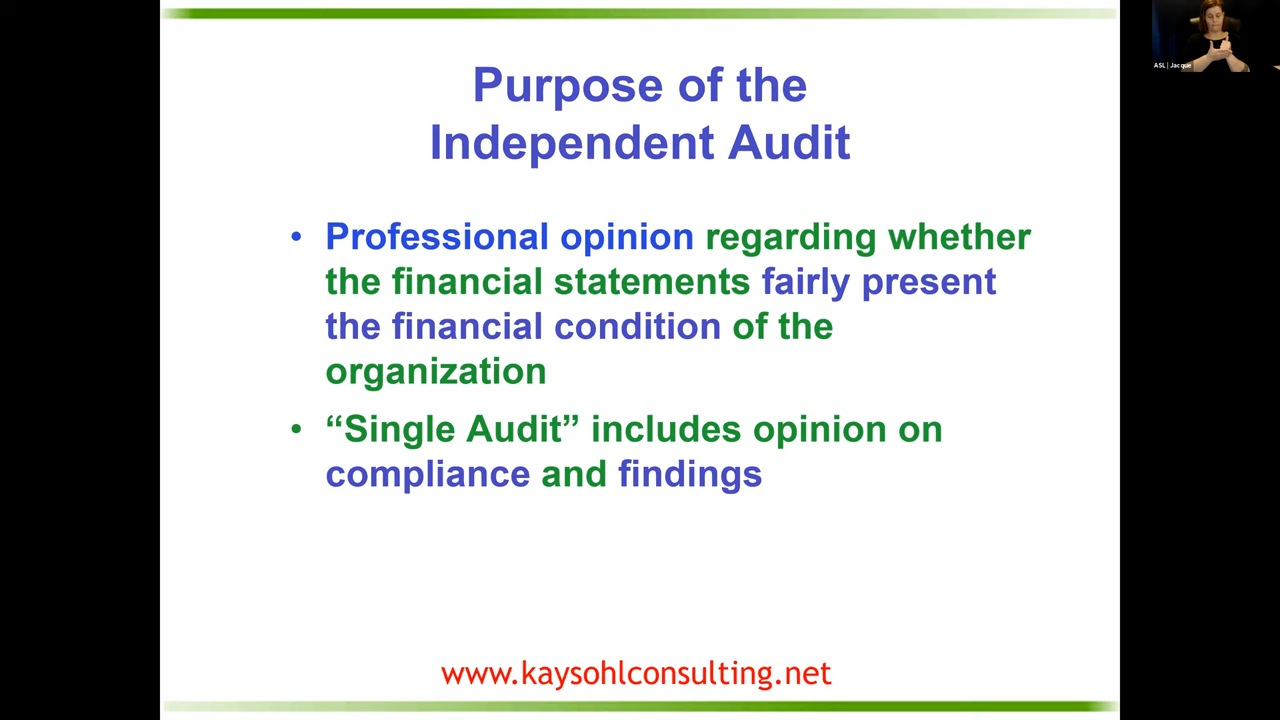 Purpose of the
Independent Audit
• Professional opinion regarding whether
the financial statements fairly present
the financial condition of the
organization
• “Single Audit” includes opinion on
compliance and findings
www.kaysohlconsulting.net
ASL | Jacque